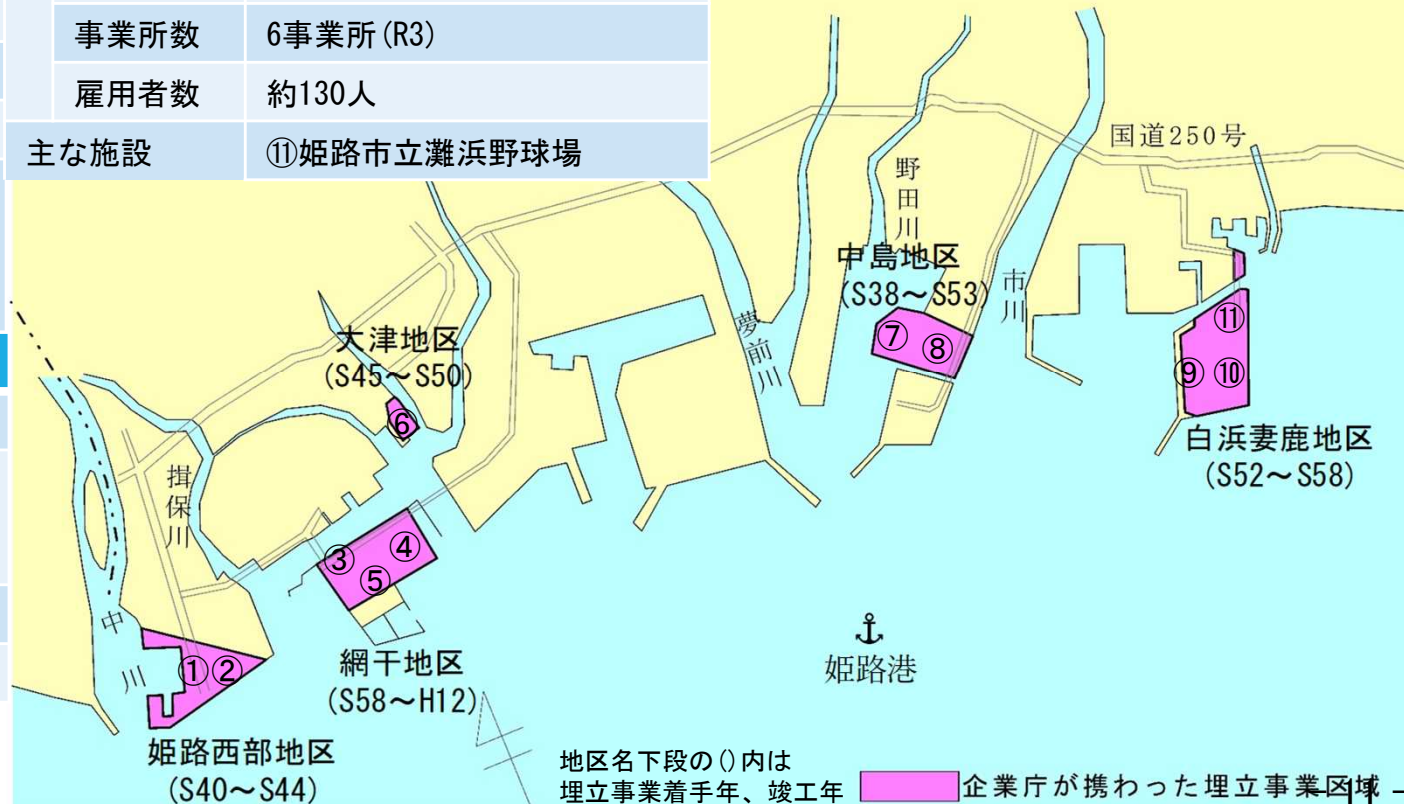 事業所数 6事業所(R3)
雇用者数 約130人
主な施設 ⑪姫路市立灘浜野球場
国道250号
野田川
中島地区
(S38～S53)
市川
⑦
⑧
⑪
⑨ ⑩
白浜妻鹿地区
(S52～S58)
夢前川
大津地区
(S45～S50)
⑥
揖保川
③
④
⑤
網干地区
(S58～H12)
中川
①②
姫路西部地区
(S40～S44)
姫路港
地区名下段の()内は
埋立事業着手年、竣工年
企業庁が携わった埋立事業区域